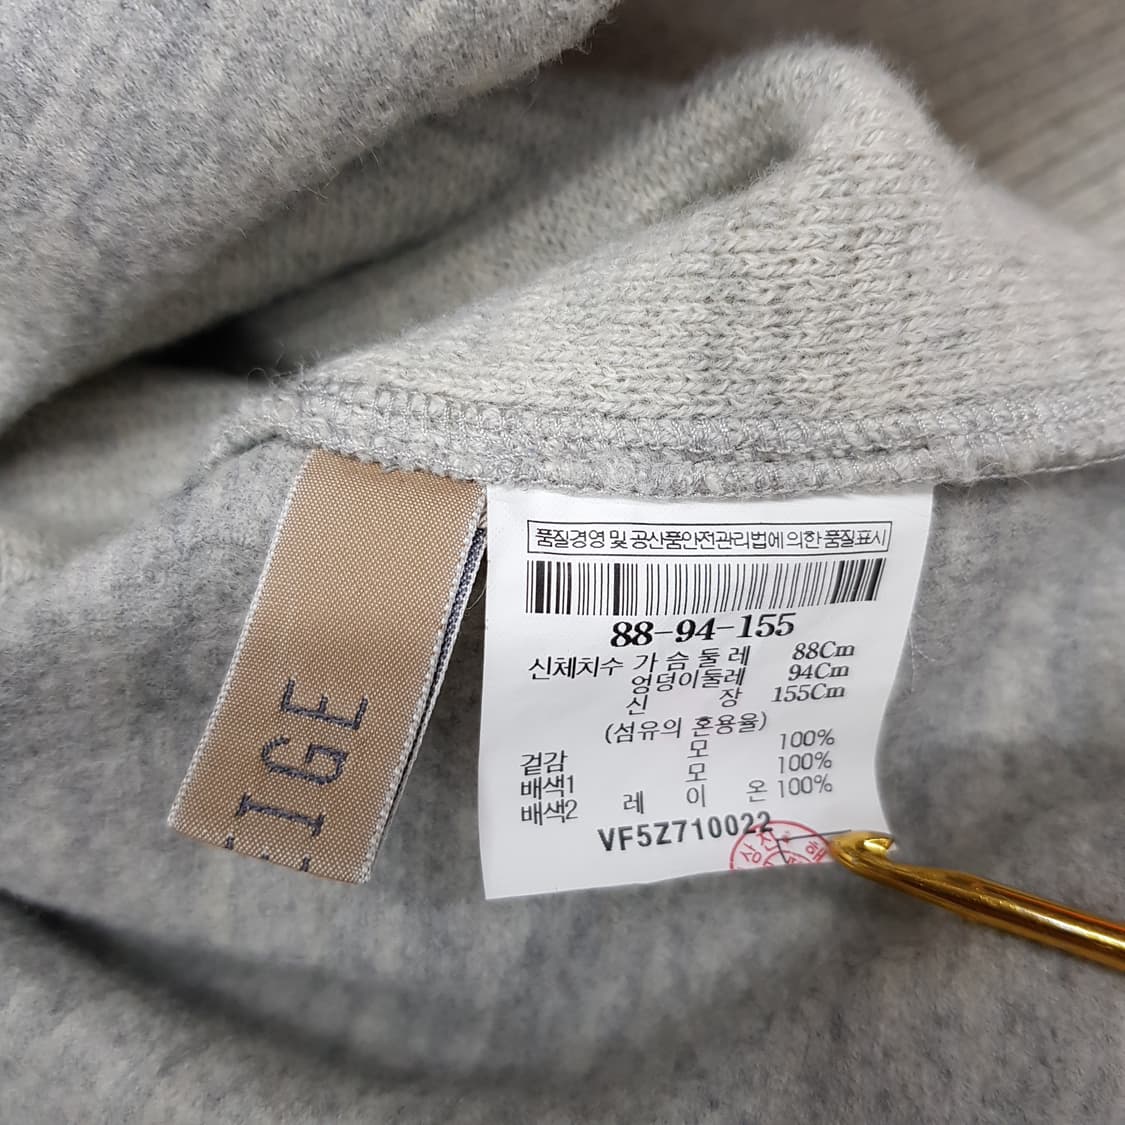 품질경영 및 공산품안전관리법에 의한 품질표시
88-94-155
신체치수 가 슴 둘 레 88Cm
엉덩이둘레 94Cm
신 장 155Cm
(섬유의 혼용율)
겉감 모 100%
배색1 모 100%
배색2 레 이 온 100%
VF5Z710022
IGE